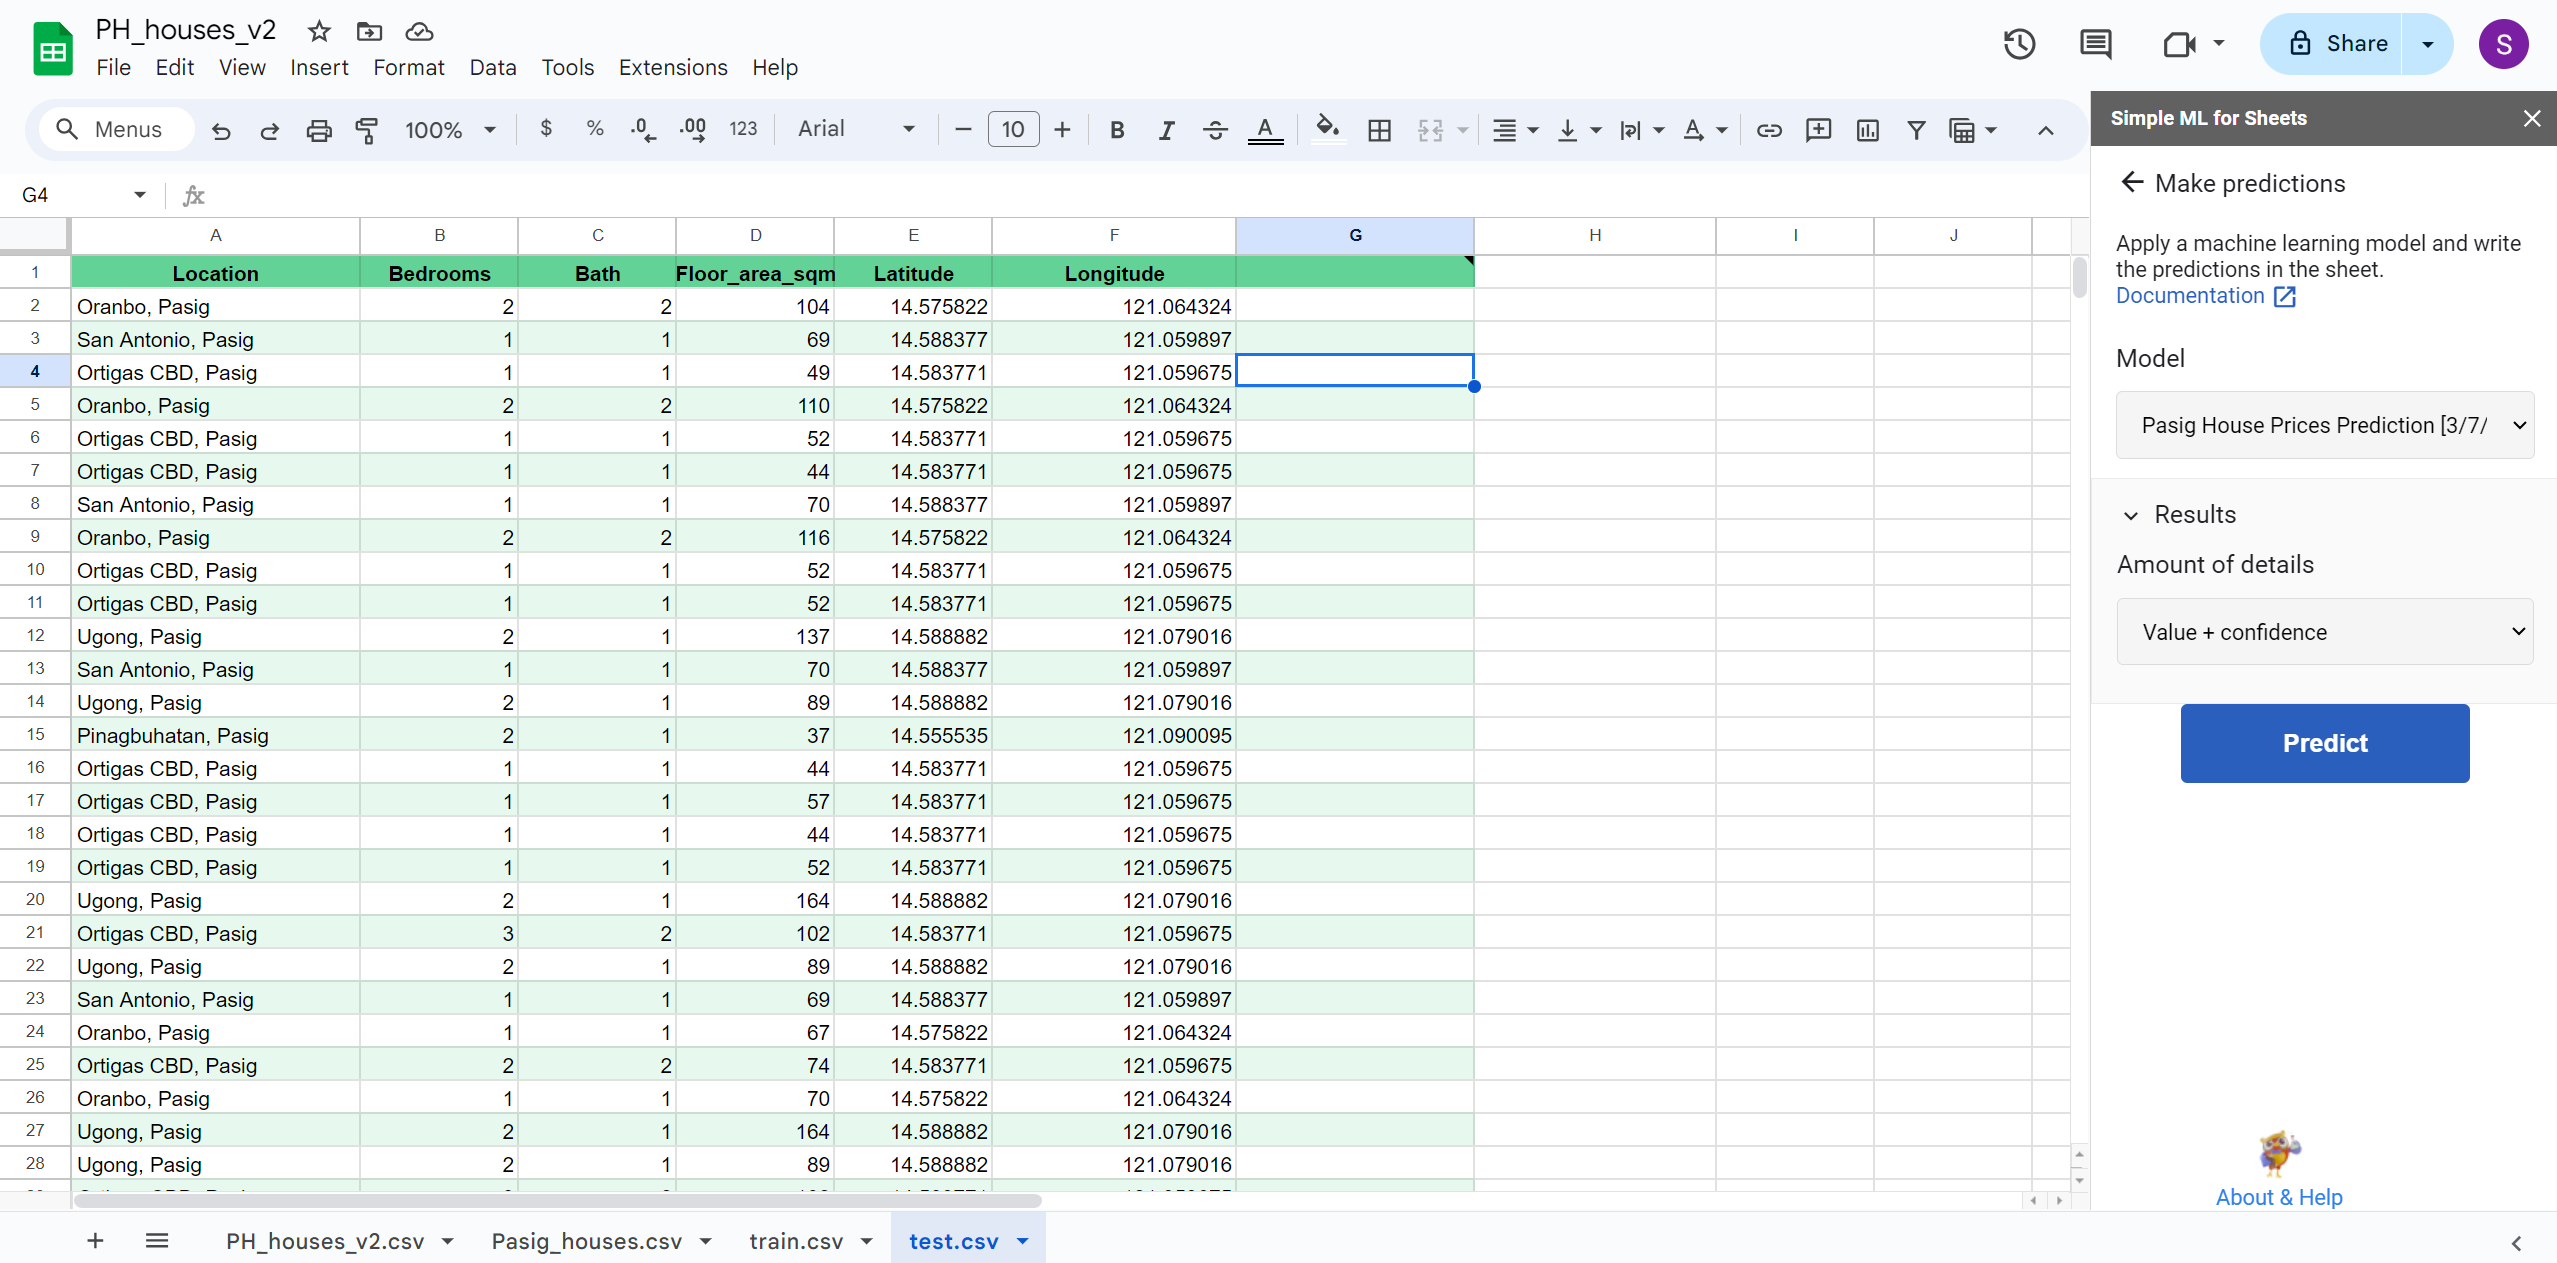 PH_houses_v2
File Edit View Insert Format Data Tools Extensions Help
Share
S
Menus 100% $ % .0 .00 123 Arial 10 B I A
G4 fx
Simple ML for Sheets
Make predictions
Apply a machine learning model and write
the predictions in the sheet.
Documentation
Model
Pasig House Prices Prediction [3/7/
Results
Amount of details
Value + confidence
Predict
About & Help
A B C D E F G H I J
1 Location Bedrooms Bath Floor_area_sqm Latitude Longitude
2 Oranbo, Pasig 2 2 104 14.575822 121.064324
3 San Antonio, Pasig 1 1 69 14.588377 121.059897
4 Ortigas CBD, Pasig 1 1 49 14.583771 121.059675
5 Oranbo, Pasig 2 2 110 14.575822 121.064324
6 Ortigas CBD, Pasig 1 1 52 14.583771 121.059675
7 Ortigas CBD, Pasig 1 1 44 14.583771 121.059675
8 San Antonio, Pasig 1 1 70 14.588377 121.059897
9 Oranbo, Pasig 2 2 116 14.575822 121.064324
10 Ortigas CBD, Pasig 1 1 52 14.583771 121.059675
11 Ortigas CBD, Pasig 1 1 52 14.583771 121.059675
12 Ugong, Pasig 2 1 137 14.588882 121.079016
13 San Antonio, Pasig 1 1 70 14.588377 121.059897
14 Ugong, Pasig 2 1 89 14.588882 121.079016
15 Pinagbuhatan, Pasig 2 1 37 14.555535 121.090095
16 Ortigas CBD, Pasig 1 1 44 14.583771 121.059675
17 Ortigas CBD, Pasig 1 1 57 14.583771 121.059675
18 Ortigas CBD, Pasig 1 1 44 14.583771 121.059675
19 Ortigas CBD, Pasig 1 1 52 14.583771 121.059675
20 Ugong, Pasig 2 1 164 14.588882 121.079016
21 Ortigas CBD, Pasig 3 2 102 14.583771 121.059675
22 Ugong, Pasig 2 1 89 14.588882 121.079016
23 San Antonio, Pasig 1 1 69 14.588377 121.059897
24 Oranbo, Pasig 1 1 67 14.575822 121.064324
25 Ortigas CBD, Pasig 2 2 74 14.583771 121.059675
26 Oranbo, Pasig 1 1 70 14.575822 121.064324
27 Ugong, Pasig 2 1 164 14.588882 121.079016
28 Ugong, Pasig 2 1 89 14.588882 121.079016
PH_houses_v2.csv Pasig_houses.csv train.csv test.csv